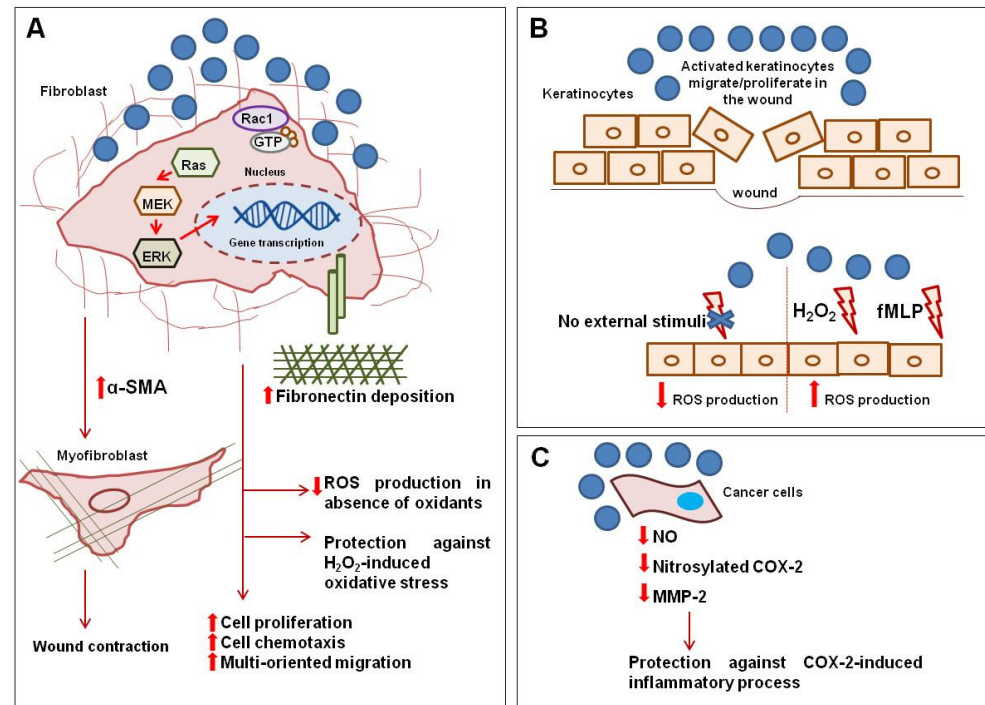 A
Fibroblast
Rac1
GTP
Ras
Nucleus
MEK
ERK
Gene transcription
α-SMA
Fibronectin deposition
Myofibroblast
ROS production in
absence of oxidants
Protection against
H₂O₂-induced
oxidative stress
Wound contraction
Cell proliferation
Cell chemotaxis
Multi-oriented migration
B
Activated keratinocytes
migrate/proliferate in
the wound
Keratinocytes
wound
No external stimuli
H₂O₂
fMLP
ROS production
ROS production
C
Cancer cells
NO
Nitrosylated COX-2
MMP-2
Protection against COX-2-induced
inflammatory process